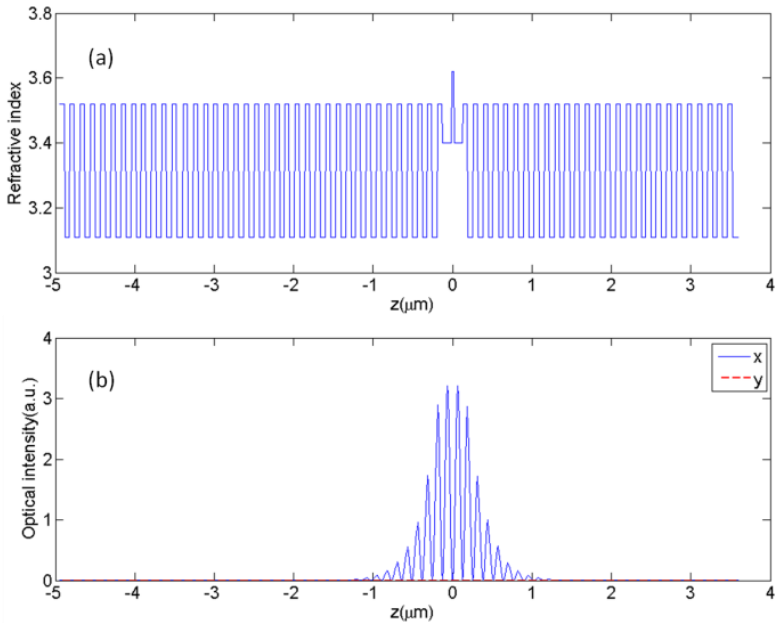 3.8
(a)
3.6
3.4
3.2
3
Refractive index
-5 -4 -3 -2 -1 0 1 2 3 4
z(μm)
4
(b)
x
y
3
2
1
0
Optical intensity(a.u.)
-5 -4 -3 -2 -1 0 1 2 3 4
z(μm)